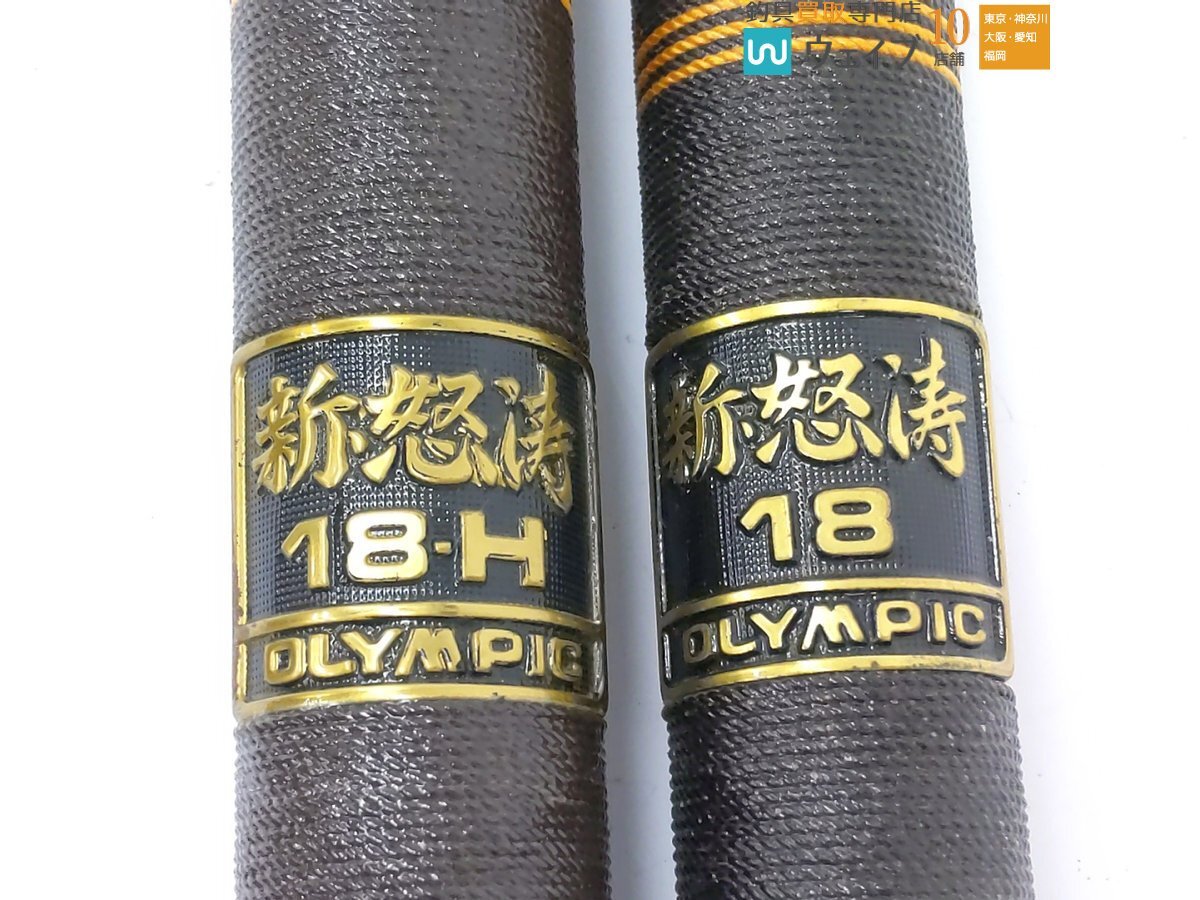 釣具買取専門店
ウェイブ
10
店舗
東京・神奈川
大阪・愛知
福岡
新怒涛
18・H
OLYMPIC
新怒涛
18
OLYMPIC